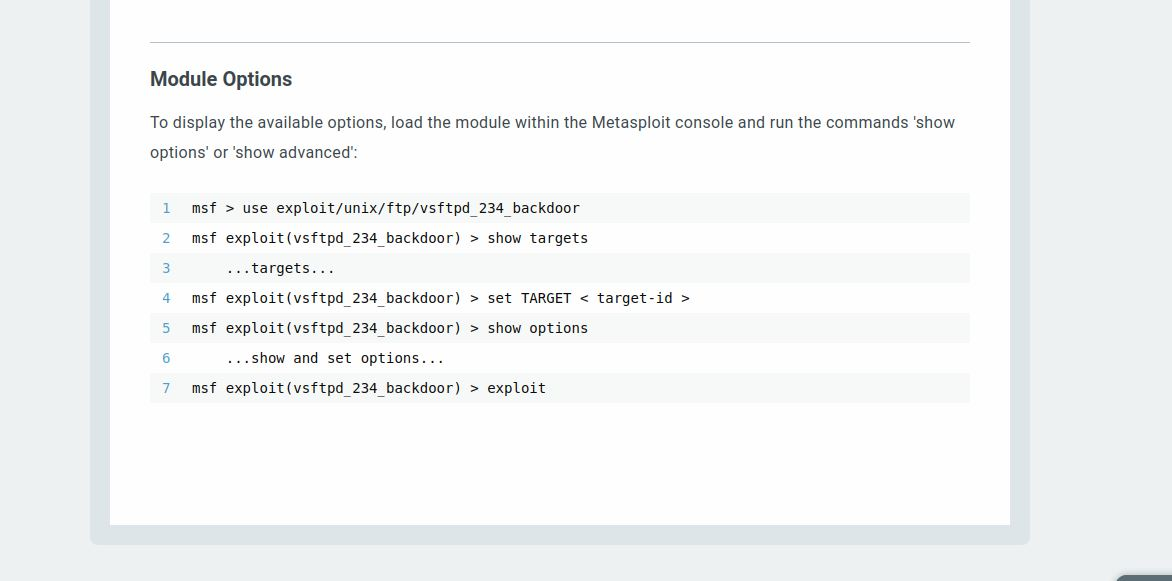 Module Options
To display the available options, load the module within the Metasploit console and run the commands 'show
options' or 'show advanced':
1 msf > use exploit/unix/ftp/vsftpd_234_backdoor
2 msf exploit(vsftpd_234_backdoor) > show targets
3 ...targets...
4 msf exploit(vsftpd_234_backdoor) > set TARGET < target-id >
5 msf exploit(vsftpd_234_backdoor) > show options
6 ...show and set options...
7 msf exploit(vsftpd_234_backdoor) > exploit